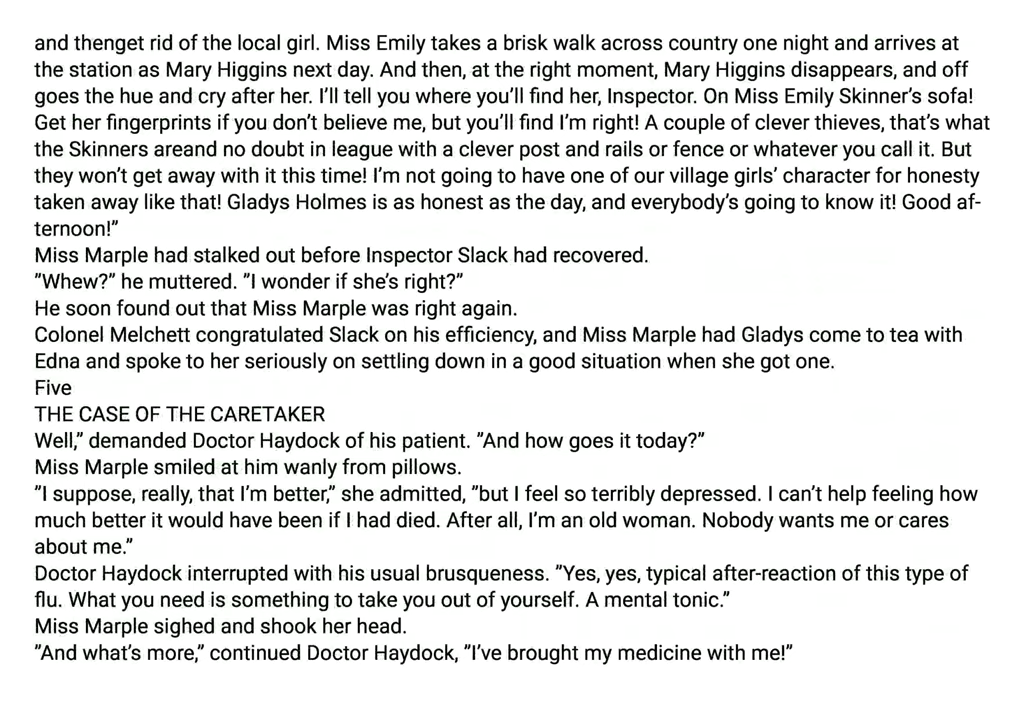 and thenget rid of the local girl. Miss Emily takes a brisk walk across country one night and arrives at
the station as Mary Higgins next day. And then, at the right moment, Mary Higgins disappears, and off
goes the hue and cry after her. I’ll tell you where you’ll find her, Inspector. On Miss Emily Skinner’s sofa!
Get her fingerprints if you don’t believe me, but you’ll find I’m right! A couple of clever thieves, that’s what
the Skinners areand no doubt in league with a clever post and rails or fence or whatever you call it. But
they won’t get away with it this time! I’m not going to have one of our village girls’ character for honesty
taken away like that! Gladys Holmes is as honest as the day, and everybody’s going to know it! Good af-
ternoon!”
Miss Marple had stalked out before Inspector Slack had recovered.
”Whew?” he muttered. ”I wonder if she’s right?”
He soon found out that Miss Marple was right again.
Colonel Melchett congratulated Slack on his efficiency, and Miss Marple had Gladys come to tea with
Edna and spoke to her seriously on settling down in a good situation when she got one.
Five
THE CASE OF THE CARETAKER
Well,” demanded Doctor Haydock of his patient. ”And how goes it today?”
Miss Marple smiled at him wanly from pillows.
”I suppose, really, that I’m better,” she admitted, ”but I feel so terribly depressed. I can’t help feeling how
much better it would have been if I had died. After all, I’m an old woman. Nobody wants me or cares
about me.”
Doctor Haydock interrupted with his usual brusqueness. ”Yes, yes, typical after-reaction of this type of
flu. What you need is something to take you out of yourself. A mental tonic.”
Miss Marple sighed and shook her head.
”And what’s more,” continued Doctor Haydock, ”I’ve brought my medicine with me!”